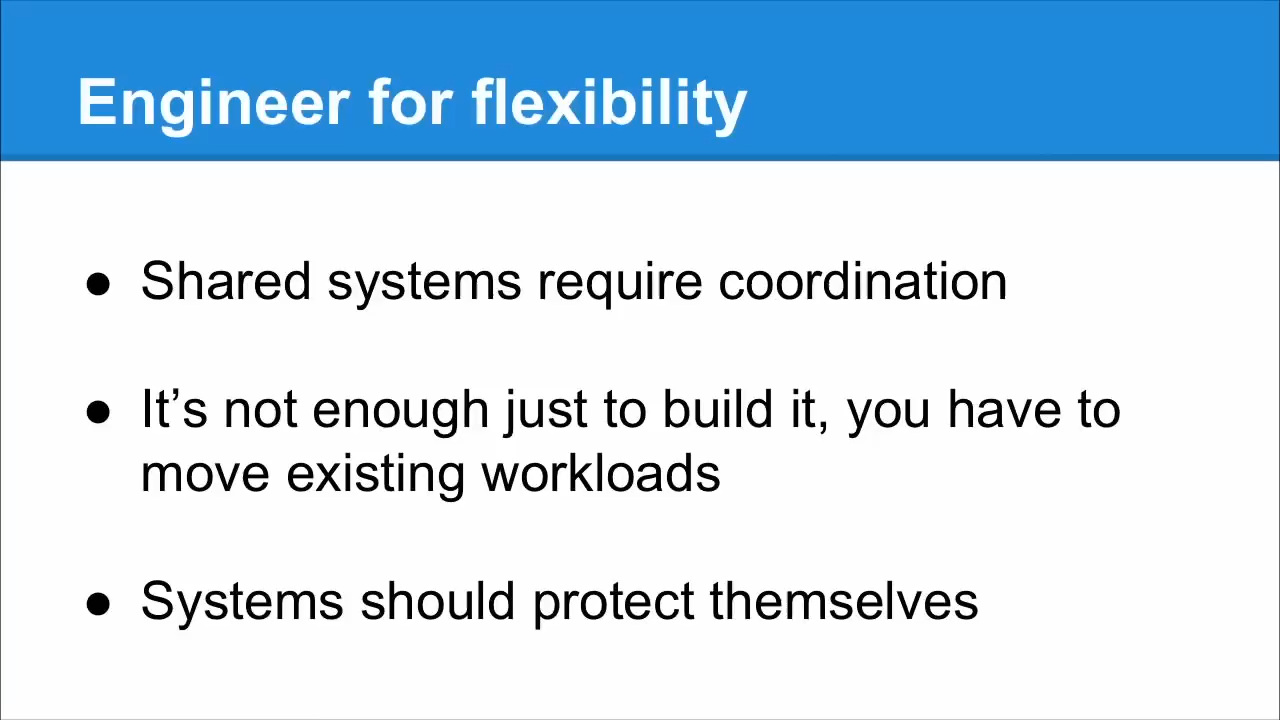 Engineer for flexibility
● Shared systems require coordination
● It’s not enough just to build it, you have to
move existing workloads
● Systems should protect themselves